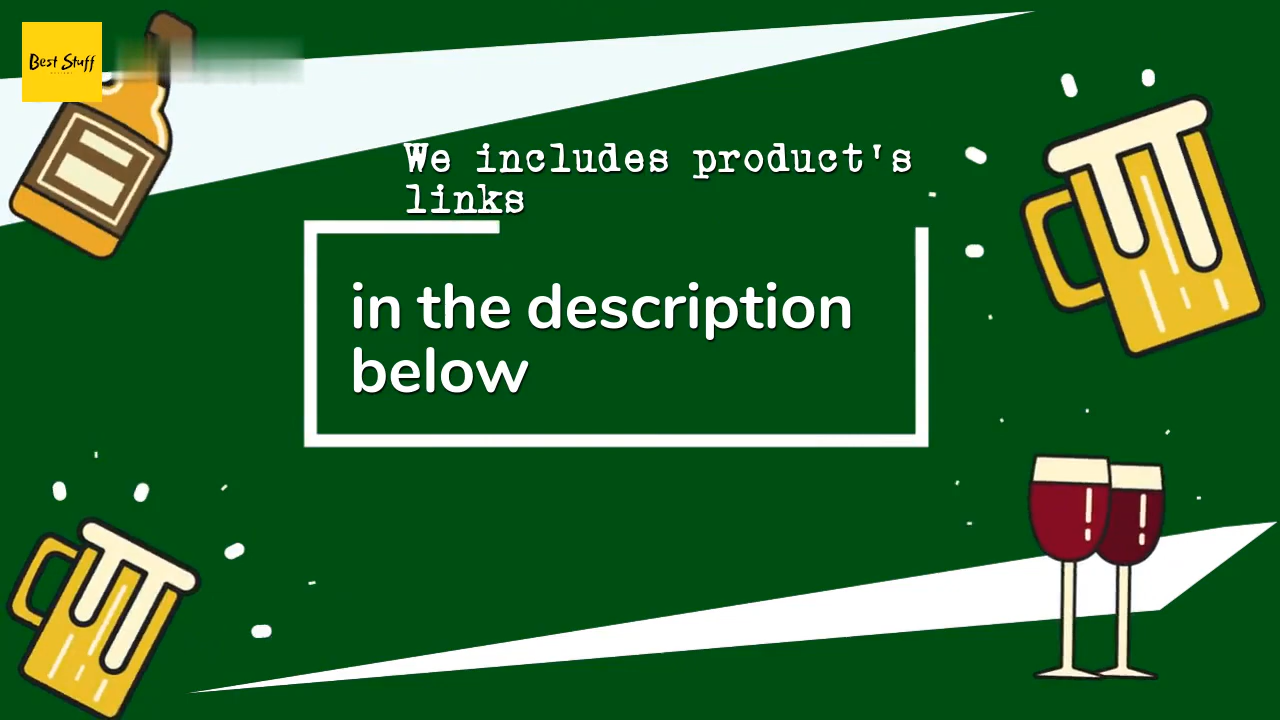 Best Stuff
We includes product's
links
in the description
below